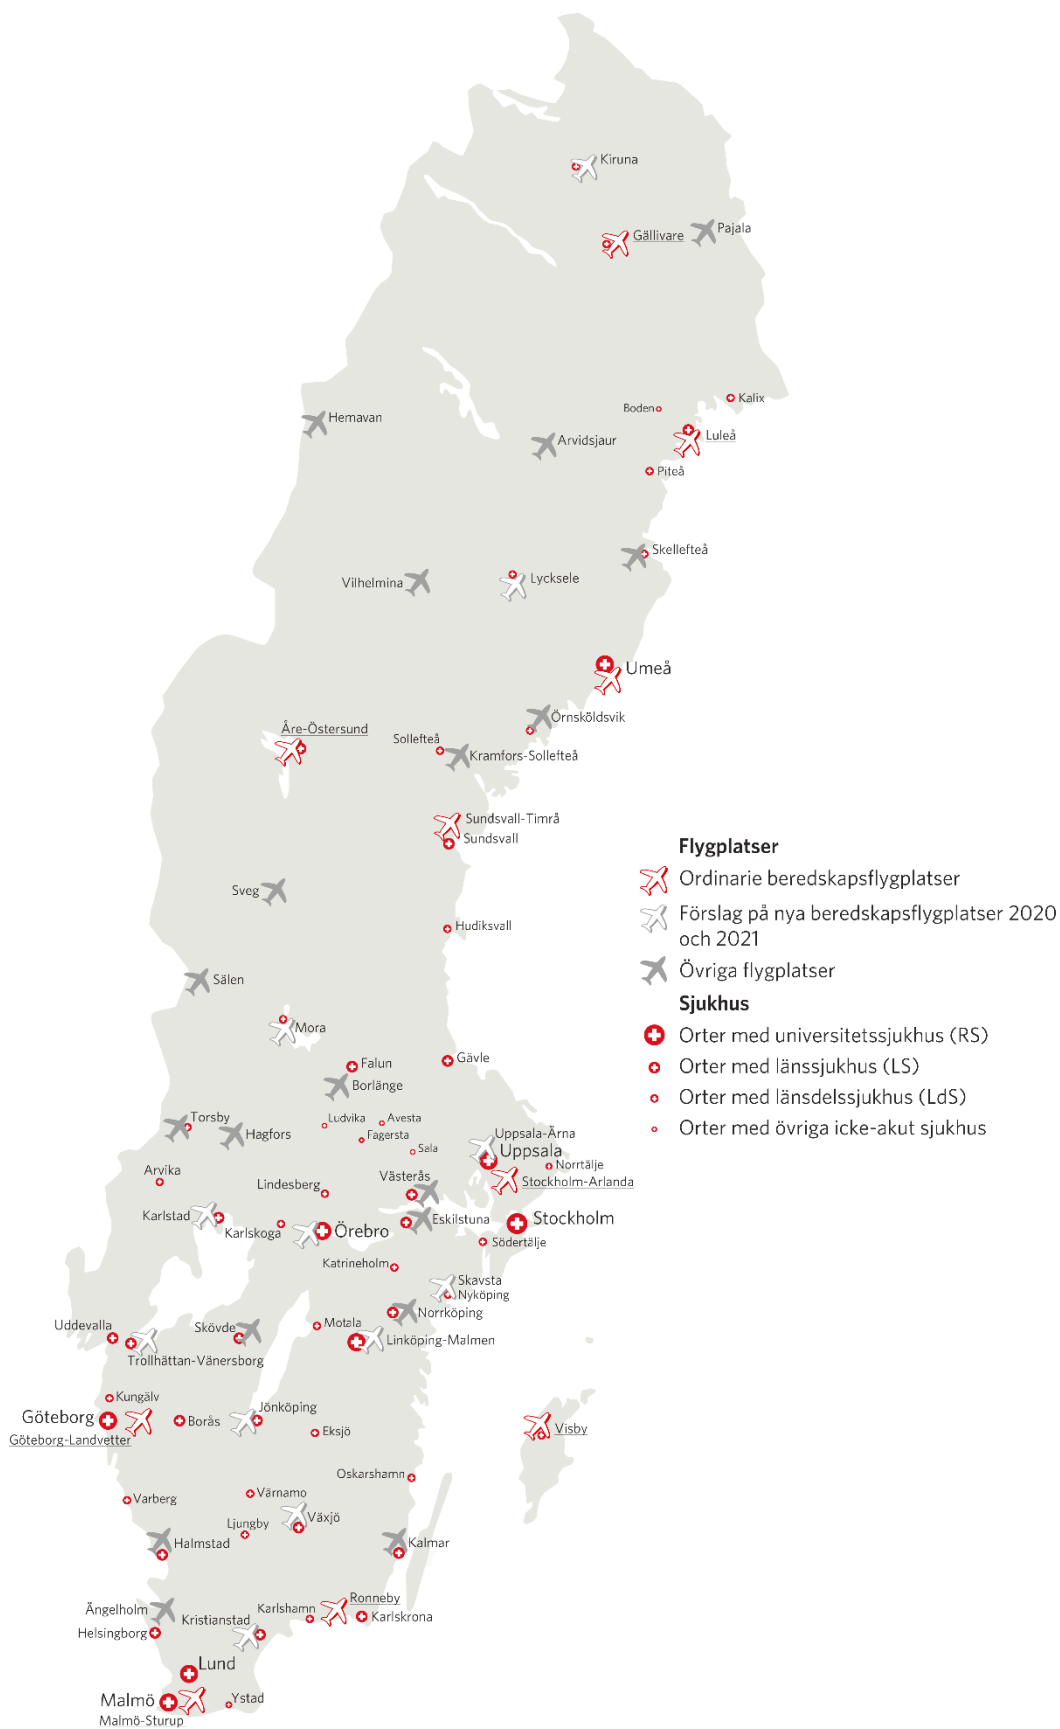 Kiruna
Pajala
Gällivare
Kalix
Boden
Hemavan
Luleå
Arvidsjaur
Piteå
Skellefteå
Vilhelmina
Lycksele
Umeå
Örnsköldsvik
Åre-Östersund
Sollefteå
Kramfors-Sollefteå
Sundsvall-Timrå
Sundsvall
Sveg
Hudiksvall
Sälen
Mora
Gävle
Falun
Borlänge
Torsby
Ludvika
Avesta
Hagfors
Fagersta
Uppsala-Ärna
Sala
Uppsala
Norrtälje
Arvika
Västerås
Stockholm-Arlanda
Lindesberg
Karlstad
Eskilstuna
Stockholm
Karlskoga
Örebro
Södertälje
Katrineholm
Skavsta
Nyköping
Norrköping
Uddevalla
Skövde
Motala
Linköping-Malmen
Trollhättan-Vänersborg
Kungälv
Jönköping
Göteborg
Borås
Göteborg-Landvetter
Eksjö
Visby
Oskarshamn
Varberg
Värnamo
Växjö
Ljungby
Halmstad
Kalmar
Ronneby
Ängelholm
Karlshamn
Karlskrona
Kristianstad
Helsingborg
Lund
Malmö
Ystad
Malmö-Sturup
Flygplatser
Ordinarie beredskapsflygplatser
Förslag på nya beredskapsflygplatser 2020
och 2021
Övriga flygplatser
Sjukhus
Orter med universitetssjukhus (RS)
Orter med länssjukhus (LS)
Orter med länsdelssjukhus (LdS)
Orter med övriga icke-akut sjukhus